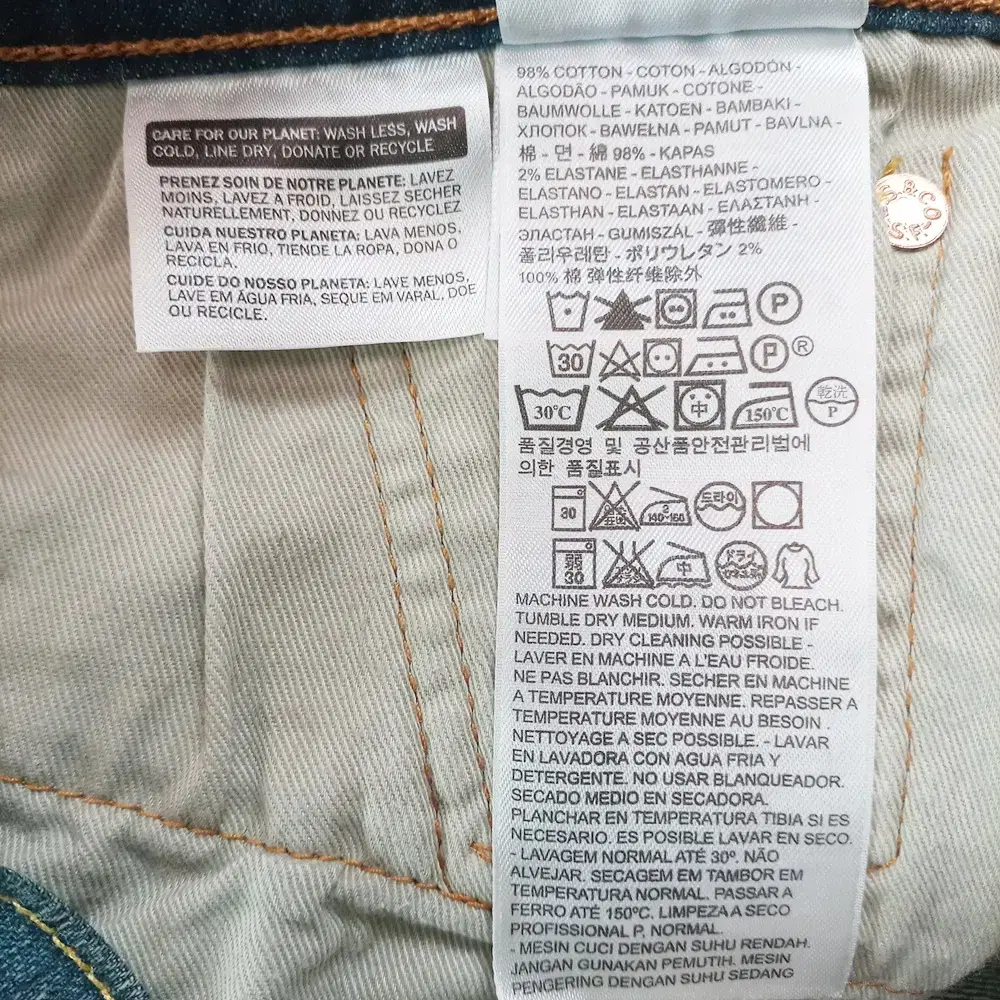 CARE FOR OUR PLANET: WASH LESS, WASH
COLD, LINE DRY, DONATE OR RECYCLE
PRENEZ SOIN DE NOTRE PLANETE: LAVEZ
MOINS, LAVEZ A FROID, LAISSEZ SECHER
NATURELLEMENT, DONNEZ OU RECYCLEZ
CUIDA NUESTRO PLANETA: LAVA MENOS,
LAVA EN FRIO, TIENDE LA ROPA, DONA O
RECICLA.
CUIDE DO NOSSO PLANETA: LAVE MENOS,
LAVE EM ÁGUA FRIA, SEQUE EM VARAL, DOE
OU RECICLE.
98% COTTON - COTON - ALGODÓN -
ALGODÃO - PAMUK - COTONE -
BAUMWOLLE - KATOEN - BAMBAKI -
ХЛОПОК - BAWEŁNA - PAMUT - BAVLNA -
棉 - 면 - 綿 98% - KAPAS
2% ELASTANE - ELASTHANNE -
ELASTANO - ELASTAN - ELASTOMERO -
ELASTHAN - ELASTAAN - ΕΛΑΣΤΑΝΗ -
ЭЛАСТАН - GUMISZÁL - 彈性纖維 -
폴리우레탄 - ポリウレタン 2%
100% 棉 弹性纤维除外
P
30 P ®
30°C 中 150°C 乾洗 P
품질경영 및 공산품안전관리법에
의한 품질표시
30 2 140~160 드라이
弱 30 中 ドライ
MACHINE WASH COLD. DO NOT BLEACH.
TUMBLE DRY MEDIUM. WARM IRON IF
NEEDED. DRY CLEANING POSSIBLE -
LAVER EN MACHINE A L'EAU FROIDE.
NE PAS BLANCHIR. SECHER EN MACHINE
A TEMPERATURE MOYENNE. REPASSER A
TEMPERATURE MOYENNE AU BESOIN .
NETTOYAGE A SEC POSSIBLE. - LAVAR
EN LAVADORA CON AGUA FRIA Y
DETERGENTE. NO USAR BLANQUEADOR.
SECADO MEDIO EN SECADORA.
PLANCHAR EN TEMPERATURA TIBIA SI ES
NECESARIO. ES POSIBLE LAVAR EN SECO.
- LAVAGEM NORMAL ATÉ 30º. NÃO
ALVEJAR. SECAGEM EM TAMBOR EM
TEMPERATURA NORMAL. PASSAR A
FERRO ATÉ 150ºC. LIMPEZA A SECO
PROFISSIONAL P, NORMAL.
- MESIN CUCI DENGAN SUHU RENDAH.
JANGAN GUNAKAN PEMUTIH. MESIN
PENGERING DENGAN SUHU SEDANG
& CO
S.F.